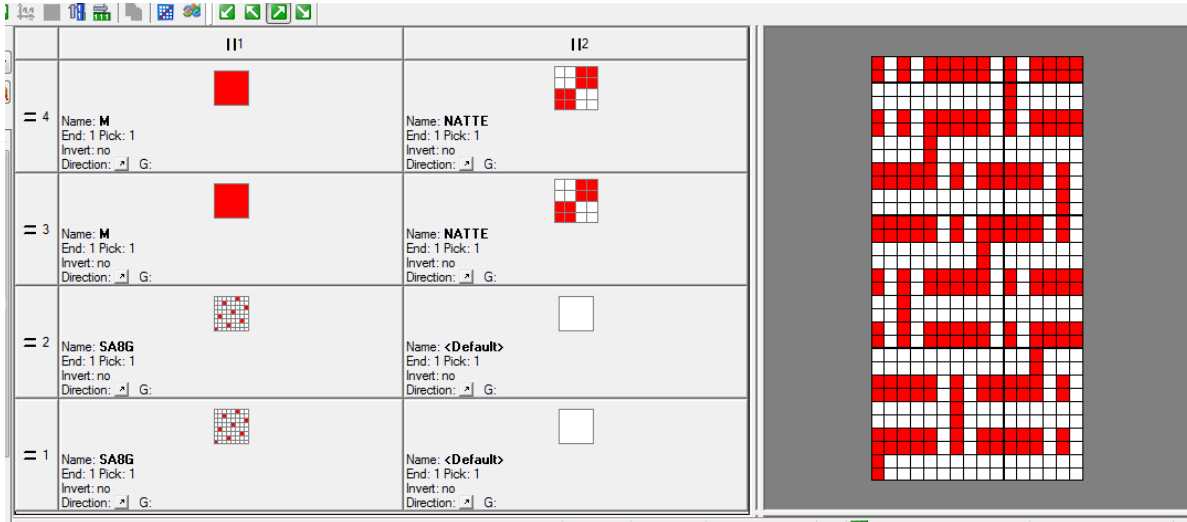 111
1
2
= 4
Name: M
End: 1 Pick: 1
Invert: no
Direction: G:
Name: NATTE
End: 1 Pick: 1
Invert: no
Direction: G:
= 3
Name: M
End: 1 Pick: 1
Invert: no
Direction: G:
Name: NATTE
End: 1 Pick: 1
Invert: no
Direction: G:
= 2
Name: SA8G
End: 1 Pick: 1
Invert: no
Direction: G:
Name: <Default>
End: 1 Pick: 1
Invert: no
Direction: G:
= 1
Name: SA8G
End: 1 Pick: 1
Invert: no
Direction: G:
Name: <Default>
End: 1 Pick: 1
Invert: no
Direction: G: